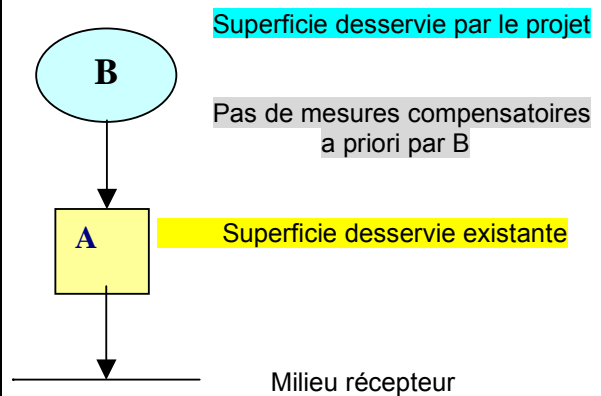 Superficie desservie par le projet
B
Pas de mesures compensatoires
a priori par B
A
Superficie desservie existante
Milieu récepteur